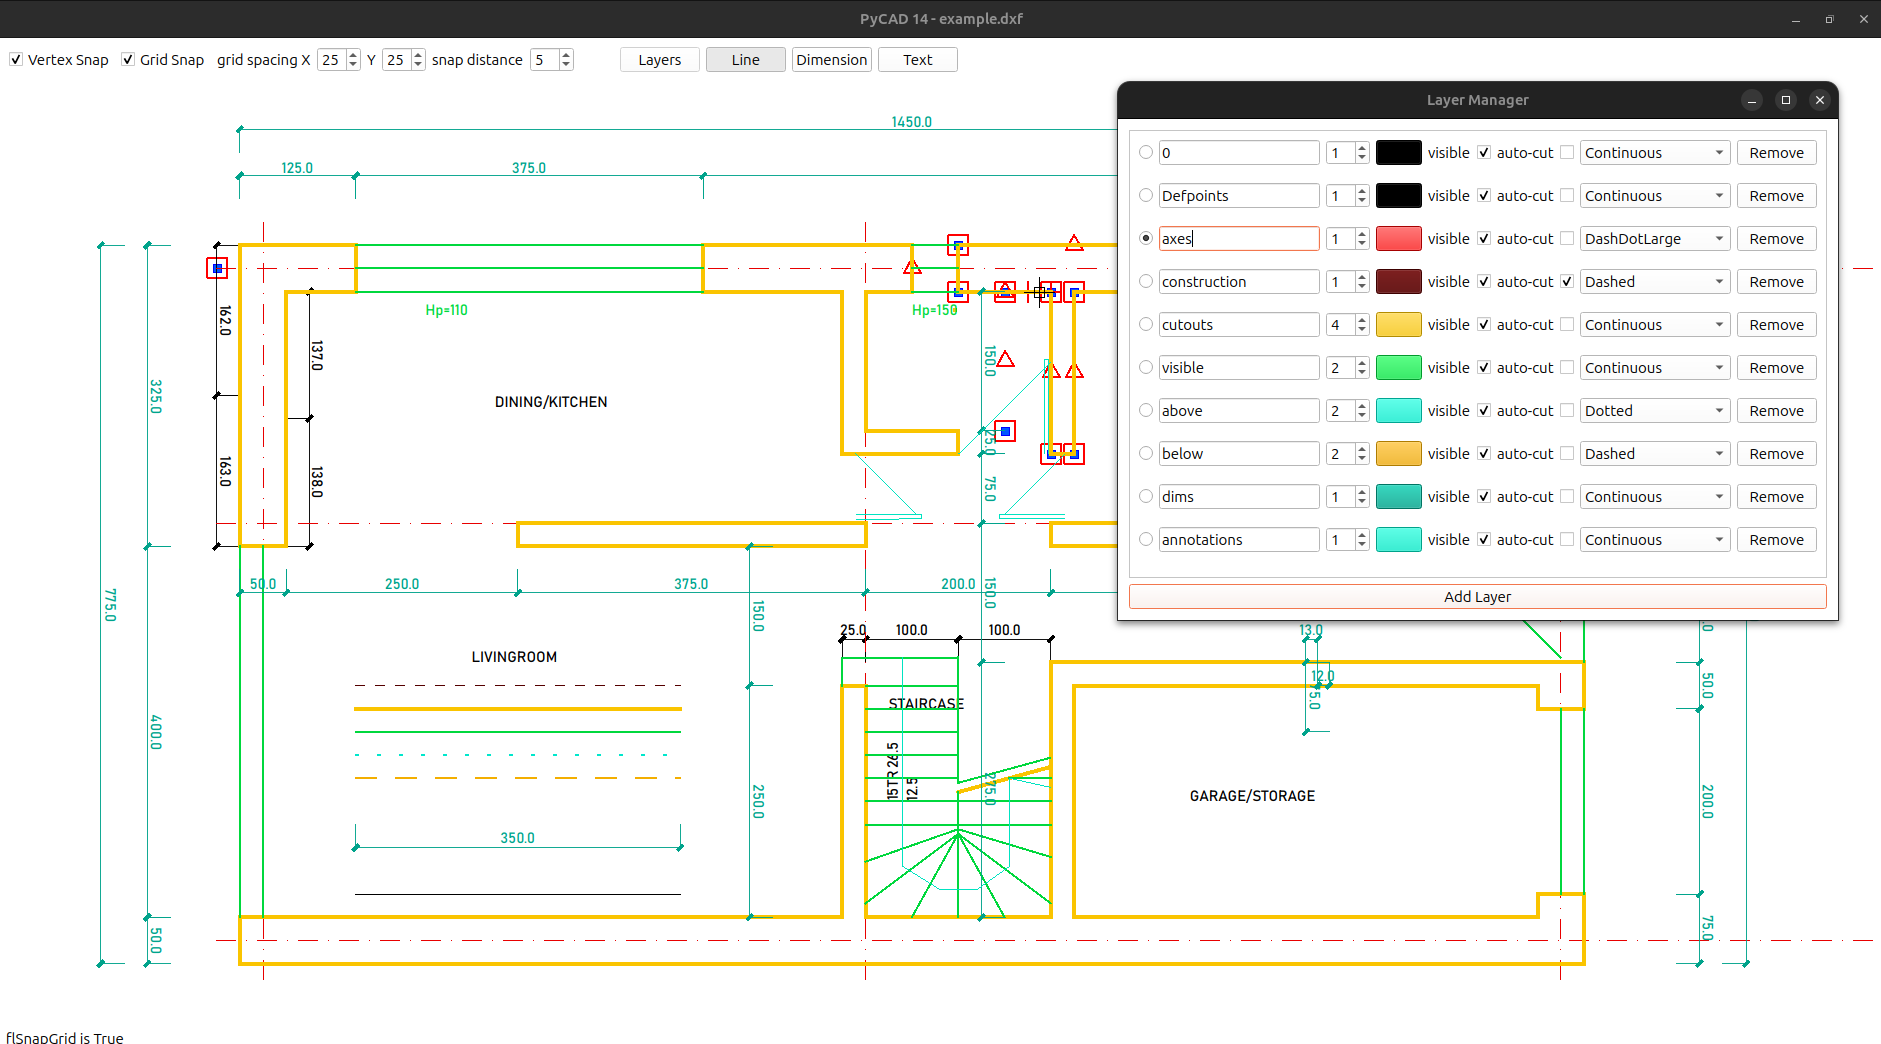 PyCAD 14 - example.dxf
Vertex Snap Grid Snap grid spacing X 25 Y 25 snap distance 5 Layers Line Dimension Text
Layer Manager
0 1 visible auto-cut Continuous Remove
Defpoints 1 visible auto-cut Continuous Remove
axes 1 visible auto-cut DashDotLarge Remove
construction 1 visible auto-cut Dashed Remove
cutouts 4 visible auto-cut Continuous Remove
visible 2 visible auto-cut Continuous Remove
above 2 visible auto-cut Dotted Remove
below 2 visible auto-cut Dashed Remove
dims 1 visible auto-cut Continuous Remove
annotations 1 visible auto-cut Continuous Remove
Add Layer
1450.0
125.0 375.0
Hp=110 Hp=150
162.0
137.0
150.0
325.0
DINING/KITCHEN
25.0
163.0
138.0
75.0
50.0 250.0 375.0 200.0
150.0
775.0
150.0
25.0 100.0 100.0
13.0
LIVINGROOM
12.0
50.0
STAIRCASE
400.0
15TR 26.5
12.5
275.0
250.0
GARAGE/STORAGE
200.0
350.0
50.0
75.0
flSnapGrid is True